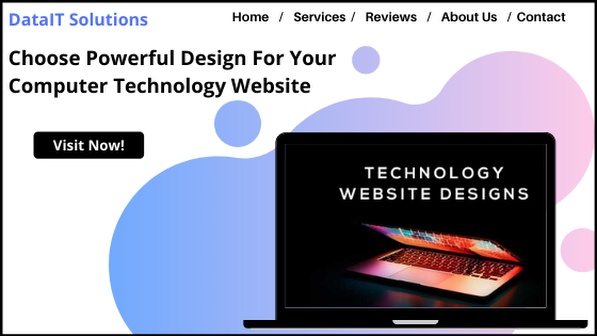 DataIT Solutions
Home / Services / Reviews / About Us / Contact
Choose Powerful Design For Your
Computer Technology Website
Visit Now!
TECHNOLOGY
WEBSITE DESIGNS